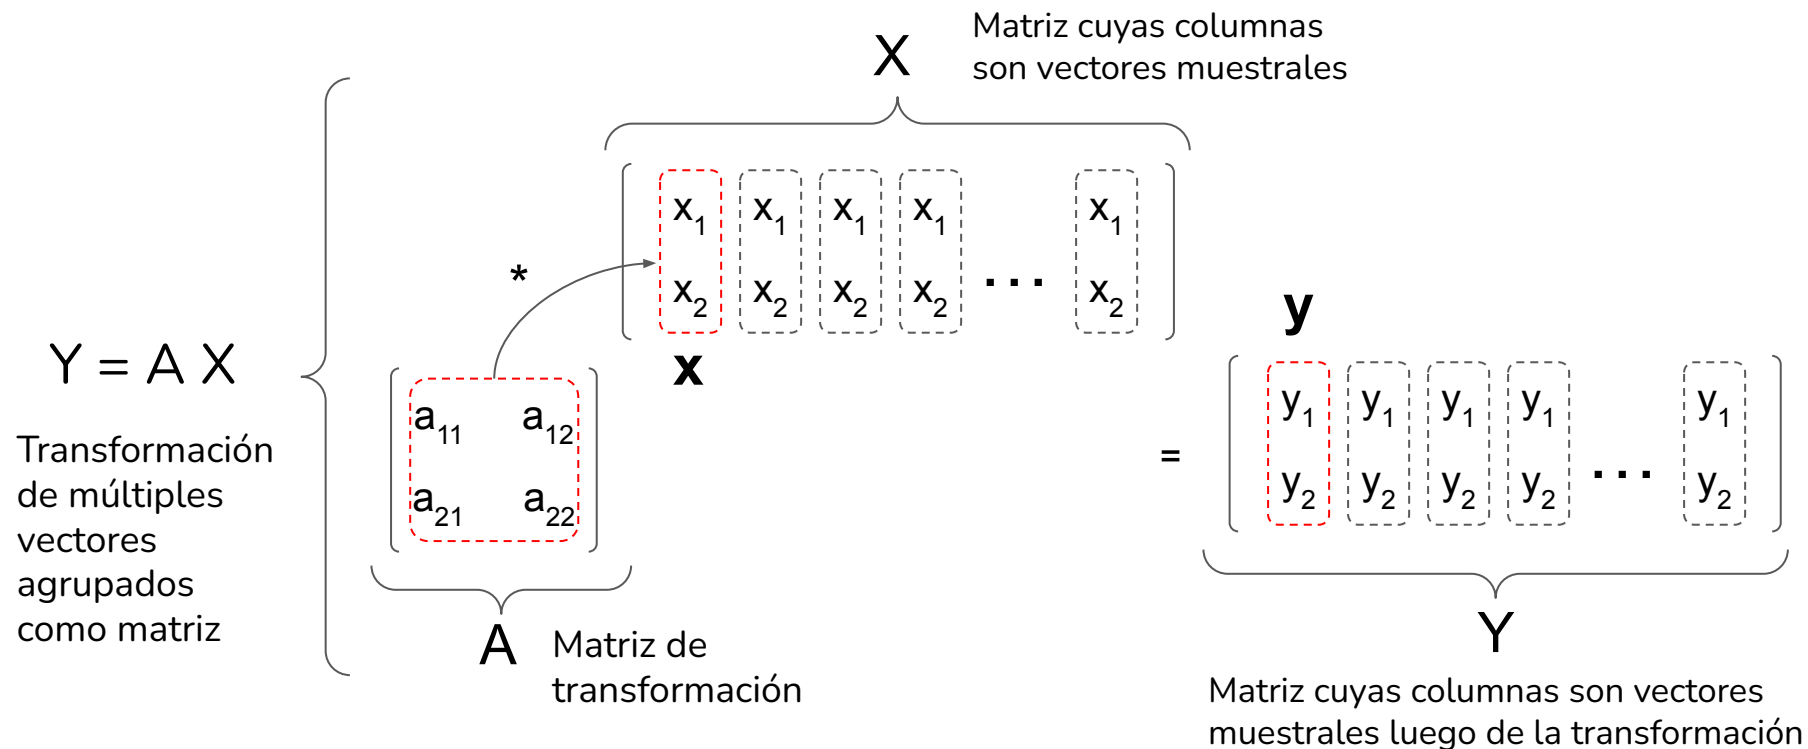 X
Matriz cuyas columnas
son vectores muestrales
x1 x1 x1 x1 x1
* x2 x2 x2 x2 ... x2
x
Y = A X
Transformación
de múltiples
vectores
agrupados
como matriz
a11 a12
a21 a22
A
Matriz de
transformación
=
y
y1 y1 y1 y1 y1
y2 y2 y2 y2 ... y2
Y
Matriz cuyas columnas son vectores
muestrales luego de la transformación